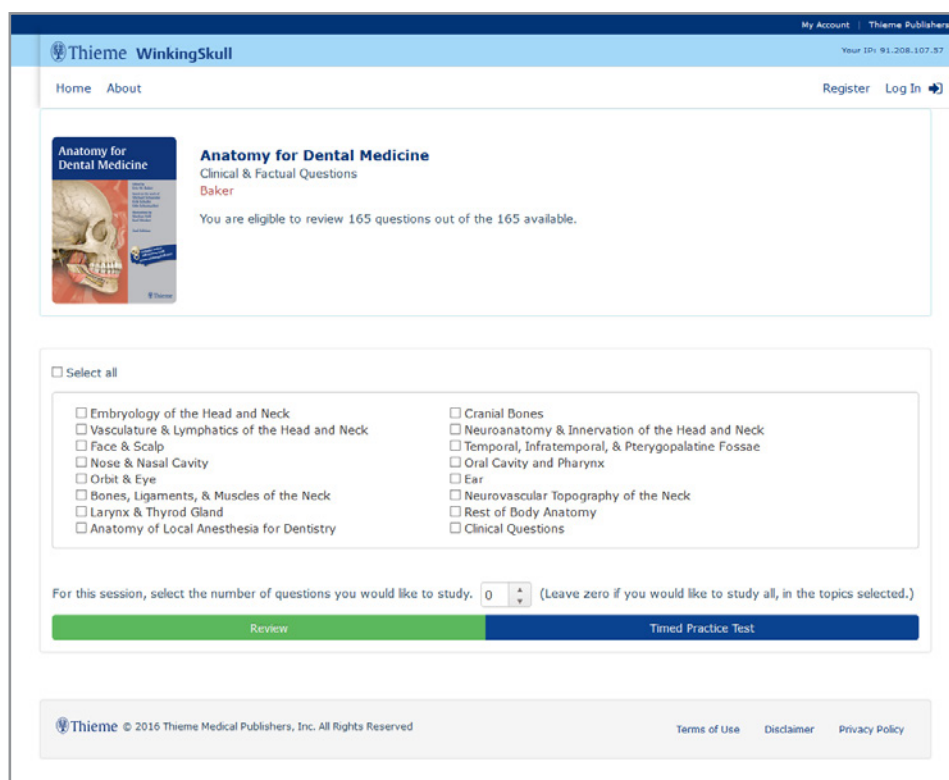 My Account | Thieme Publishers
Thieme WinkingSkull
Your IP: 91.208.107.57
Home About
Register Log In
Anatomy for
Dental Medicine
Thieme
Anatomy for Dental Medicine
Clinical & Factual Questions
Baker
You are eligible to review 165 questions out of the 165 available.
Select all
Embryology of the Head and Neck
Vasculature & Lymphatics of the Head and Neck
Face & Scalp
Nose & Nasal Cavity
Orbit & Eye
Bones, Ligaments, & Muscles of the Neck
Larynx & Thyrod Gland
Anatomy of Local Anesthesia for Dentistry
Cranial Bones
Neuroanatomy & Innervation of the Head and Neck
Temporal, Infratemporal, & Pterygopalatine Fossae
Oral Cavity and Pharynx
Ear
Neurovascular Topography of the Neck
Rest of Body Anatomy
Clinical Questions
For this session, select the number of questions you would like to study. 0 (Leave zero if you would like to study all, in the topics selected.)
Review
Timed Practice Test
Thieme © 2016 Thieme Medical Publishers, Inc. All Rights Reserved
Terms of Use Disclaimer Privacy Policy